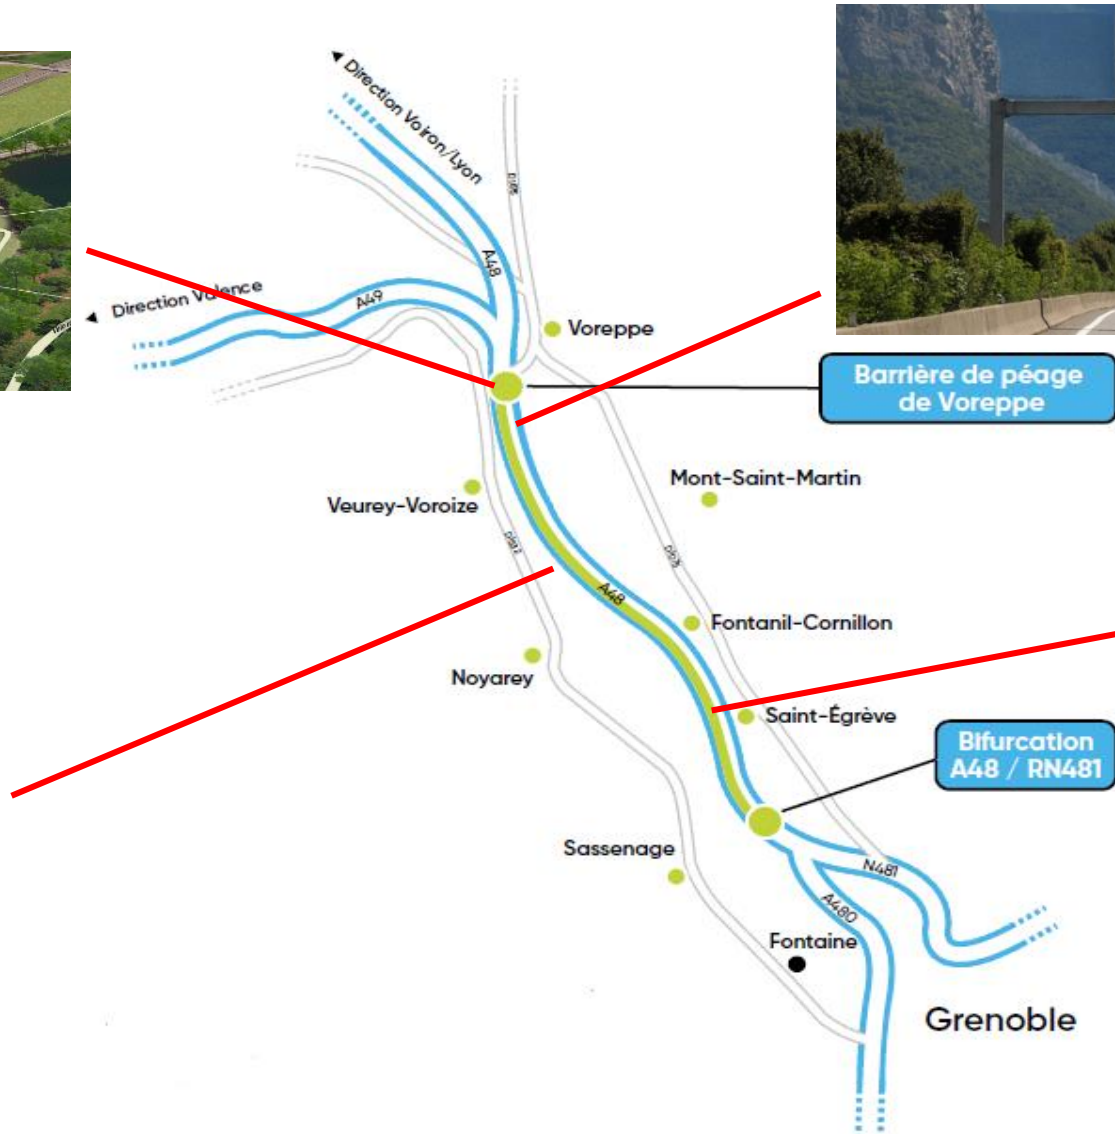 ◄ Direction Voiron/Lyon
A48
◄ Direction Valence
A49
Voreppe
Barrière de péage
de Voreppe
Mont-Saint-Martin
Veurey-Voroize
A48
Fontanil-Cornillon
Noyarey
Saint-Égrève
Bifurcation
A48 / RN481
Sassenage
N481
A480
Fontaine
Grenoble